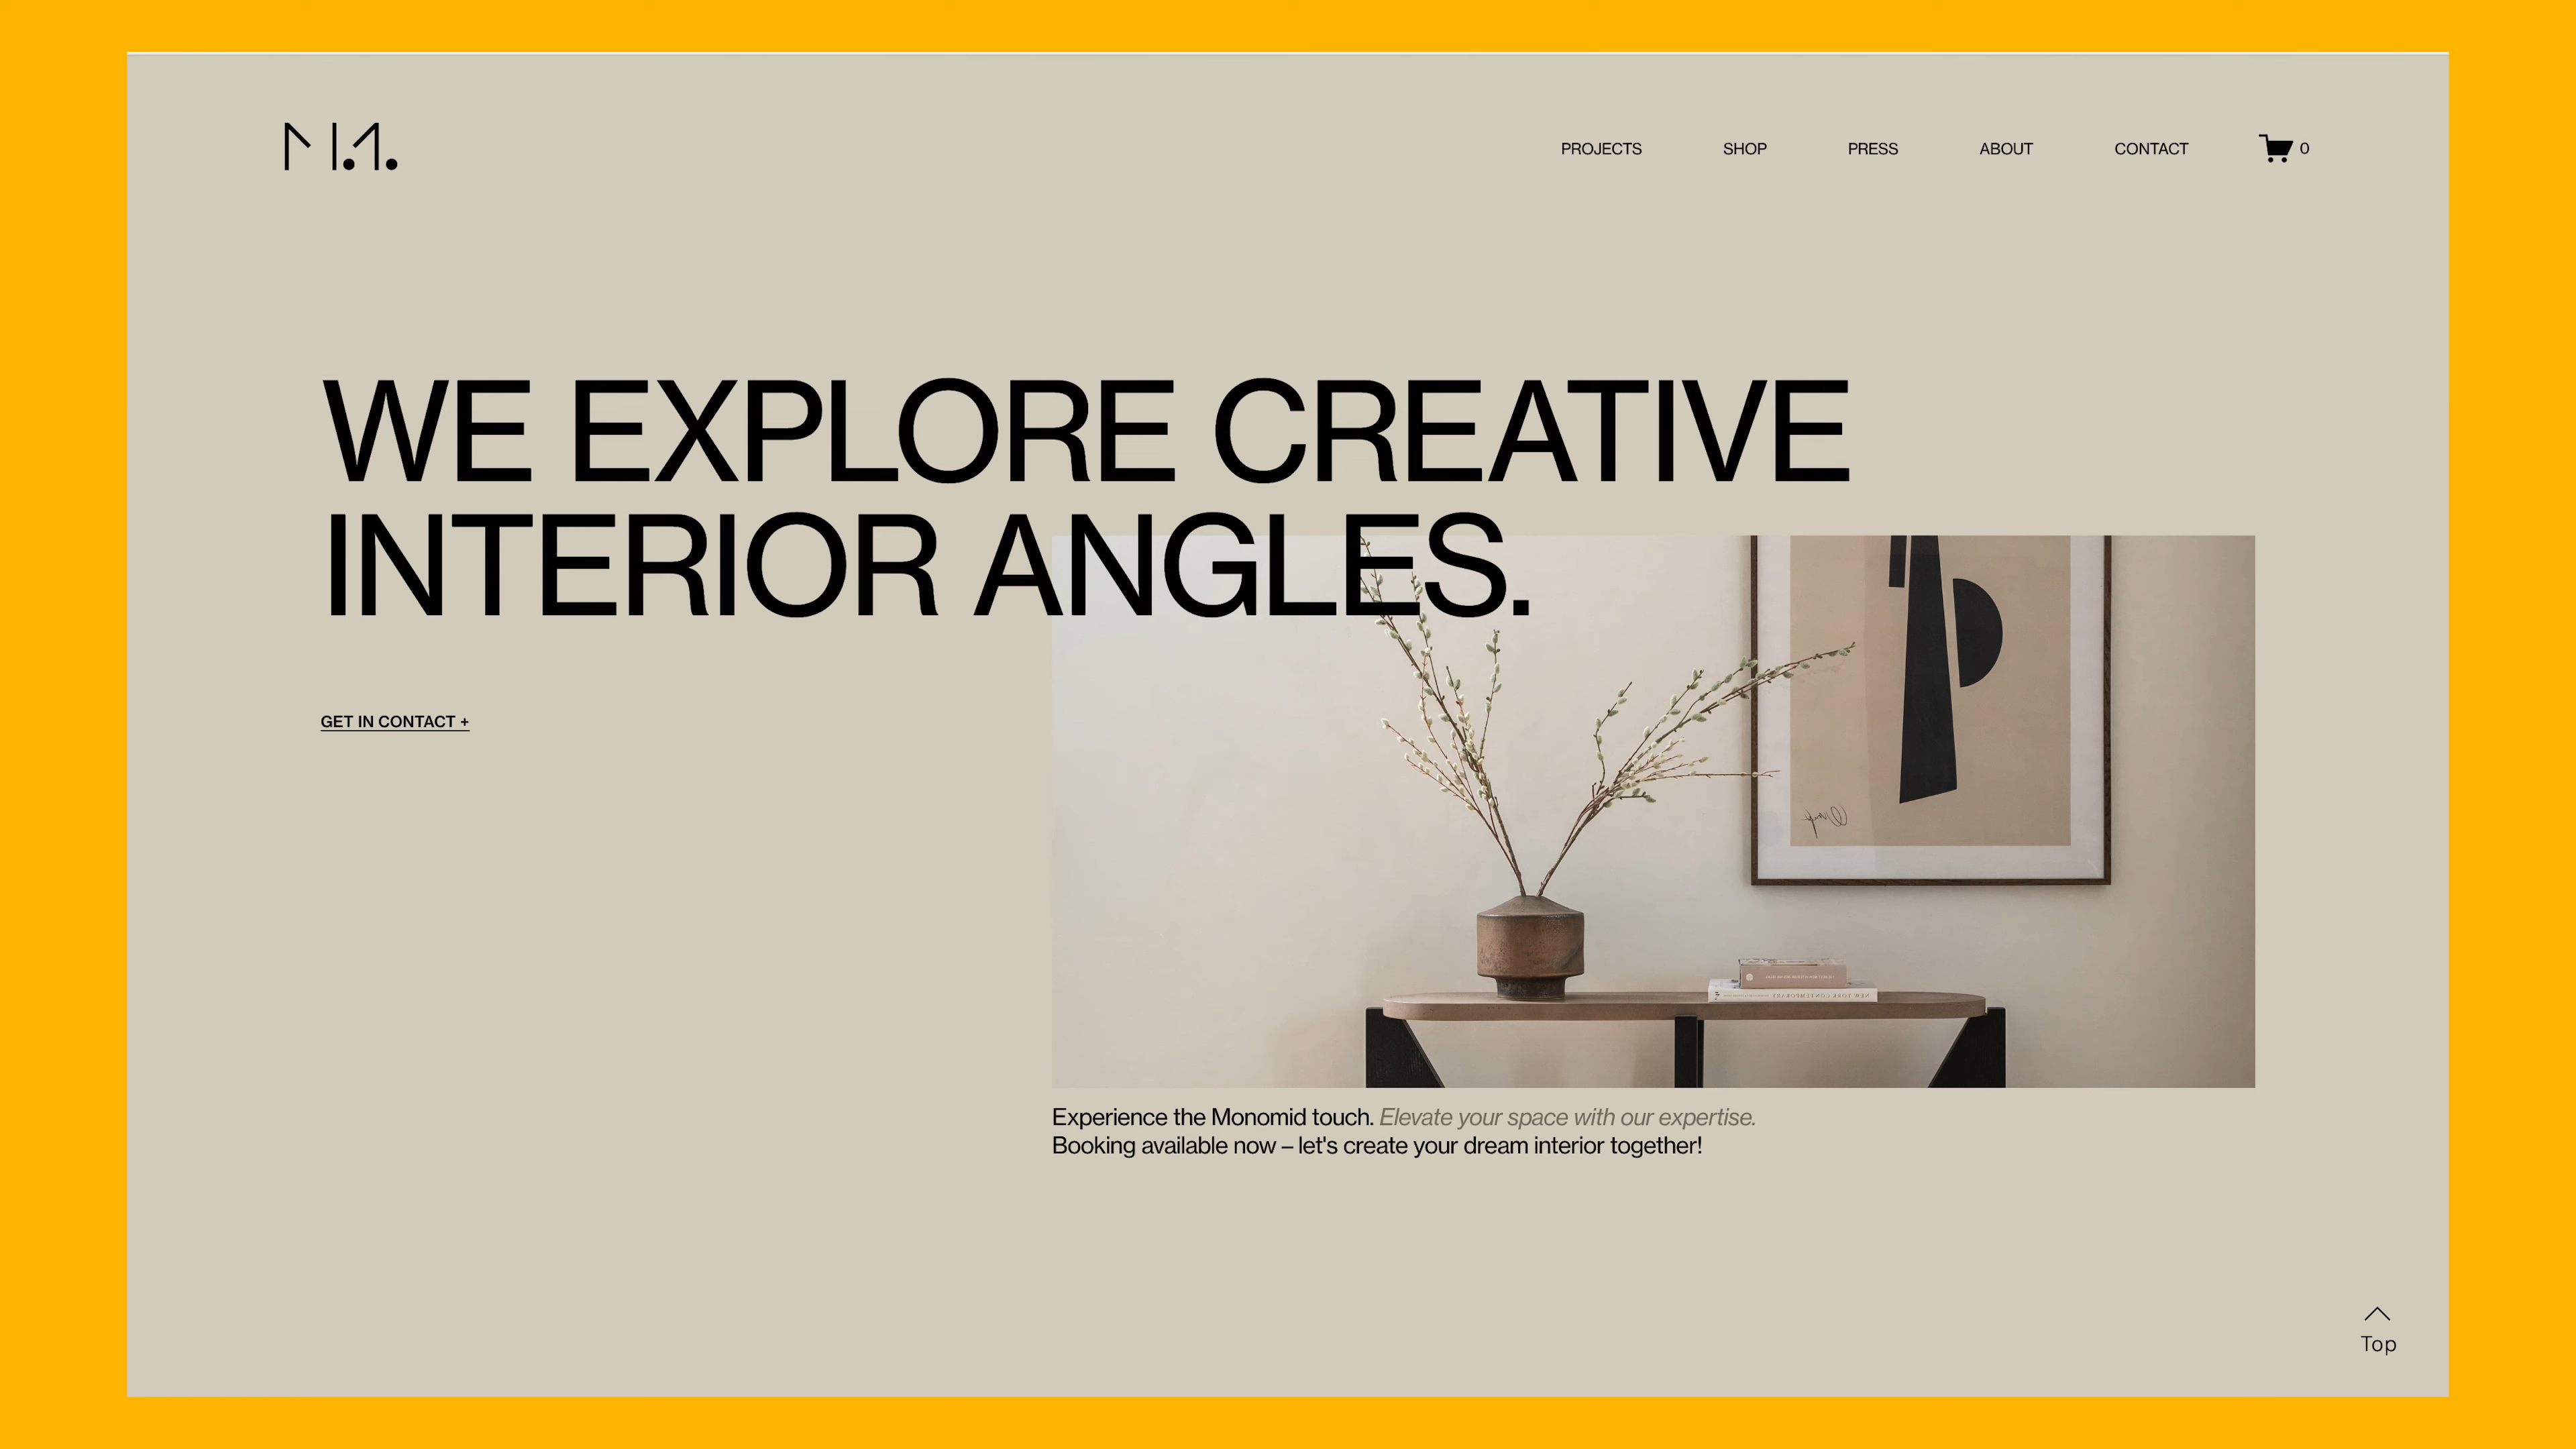 PROJECTS SHOP PRESS ABOUT CONTACT 0
WE EXPLORE CREATIVE
INTERIOR ANGLES.
GET IN CONTACT +
Experience the Monomid touch. Elevate your space with our expertise.
Booking available now – let's create your dream interior together!
Top